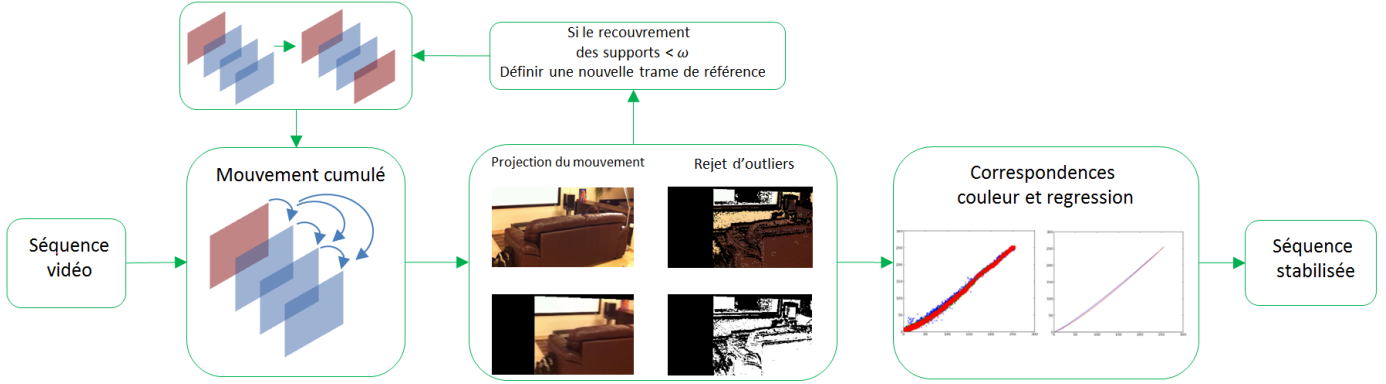 Si le recouvrement
des supports < ω
Définir une nouvelle trame de référence
Séquence
vidéo
Mouvement cumulé
Projection du mouvement
Rejet d'outliers
Correspondences
couleur et regression
Séquence
stabilisée